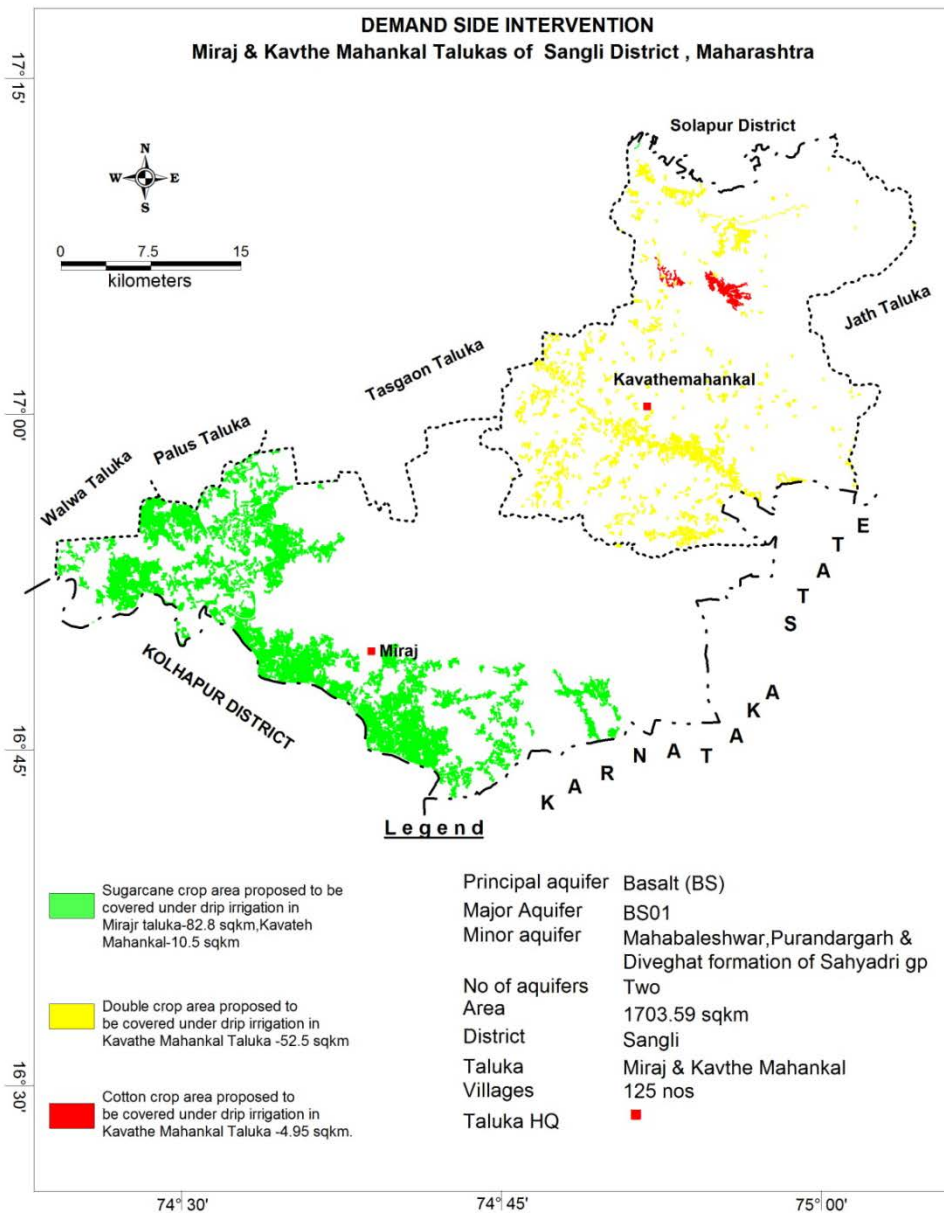 DEMAND SIDE INTERVENTION
Miraj & Kavthe Mahankal Talukas of Sangli District , Maharashtra
17° 15'
Solapur District
N
W E
S
0 7.5 15
kilometers
Jath Taluka
Tasgaon Taluka
Kavathemahankal
17° 00'
Palus Taluka
Walwa Taluka
KOLHAPUR DISTRICT
Miraj
KARNATAKA STATE
16° 45'
Legend
Sugarcane crop area proposed to be
covered under drip irrigation in
Mirajr taluka-82.8 sqkm,Kavateh
Mahankal-10.5 sqkm
Double crop area proposed to
be covered under drip irrigation in
Kavathe Mahankal Taluka -52.5 sqkm
Cotton crop area proposed to
be covered under drip irrigation in
Kavathe Mahankal Taluka -4.95 sqkm.
Principal aquifer Basalt (BS)
Major Aquifer BS01
Minor aquifer Mahabaleshwar,Purandargarh &
Diveghat formation of Sahyadri gp
No of aquifers Two
Area 1703.59 sqkm
District Sangli
Taluka Miraj & Kavthe Mahankal
Villages 125 nos
Taluka HQ
16° 30'
74° 30' 74° 45' 75° 00'